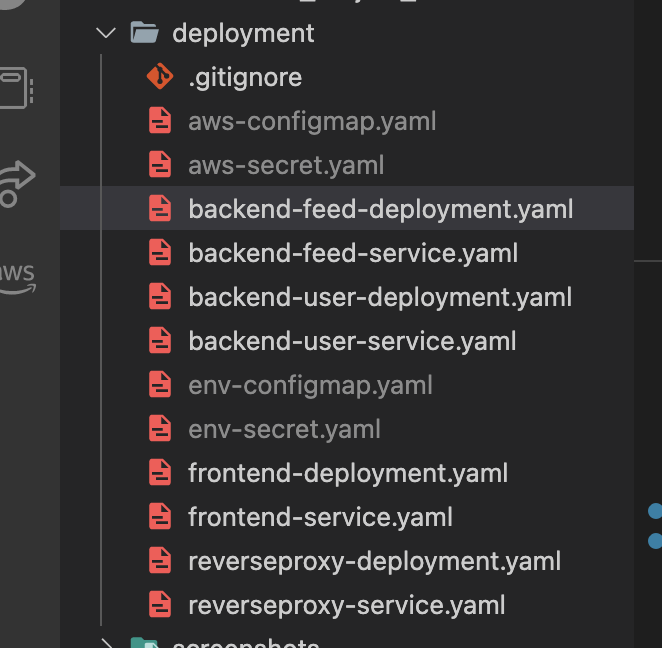 deployment
.gitignore
aws-configmap.yaml
aws-secret.yaml
backend-feed-deployment.yaml
backend-feed-service.yaml
backend-user-deployment.yaml
backend-user-service.yaml
env-configmap.yaml
env-secret.yaml
frontend-deployment.yaml
frontend-service.yaml
reverseproxy-deployment.yaml
reverseproxy-service.yaml
screenshots
aws